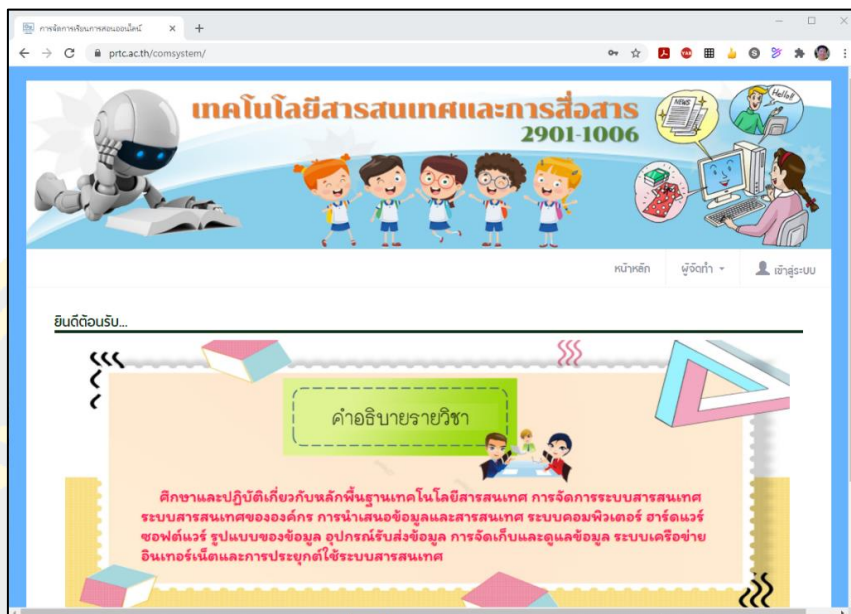 การจัดการเรียนการสอนออนไลน์
prtc.ac.th/comsystem/
เทคโนโลยีสารสนเทศและการสื่อสาร
2901-1006
NEWS
Hello!!
หน้าหลัก ผู้จัดทำ เข้าสู่ระบบ
ยินดีต้อนรับ...
คำอธิบายรายวิชา
ศึกษาและปฏิบัติเกี่ยวกับหลักพื้นฐานเทคโนโลยีสารสนเทศ การจัดการระบบสารสนเทศ
ระบบสารสนเทศขององค์กร การนำเสนอข้อมูลและสารสนเทศ ระบบคอมพิวเตอร์ ฮาร์ดแวร์
ซอฟต์แวร์ รูปแบบของข้อมูล อุปกรณ์รับส่งข้อมูล การจัดเก็บและดูแลข้อมูล ระบบเครือข่าย
อินเทอร์เน็ตและการประยุกต์ใช้ระบบสารสนเทศ